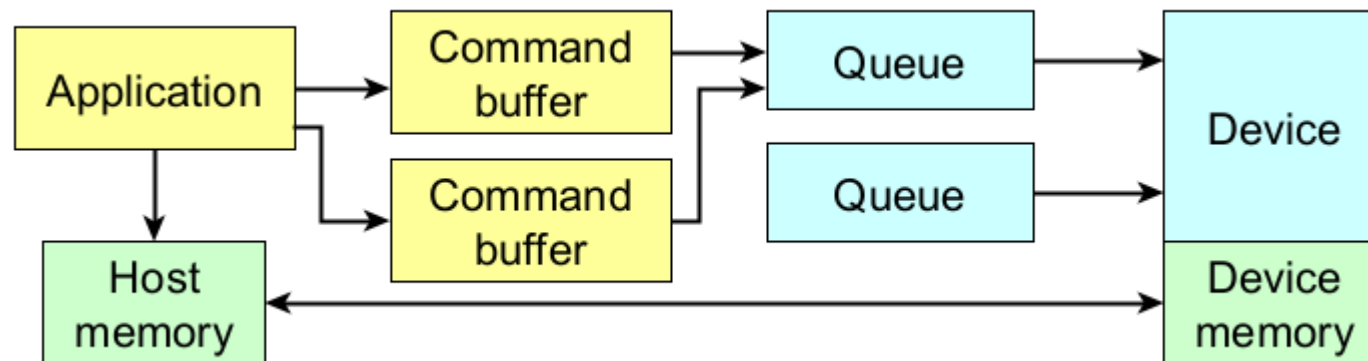 Application
Command
buffer
Queue
Device
Command
buffer
Queue
Host
memory
Device
memory